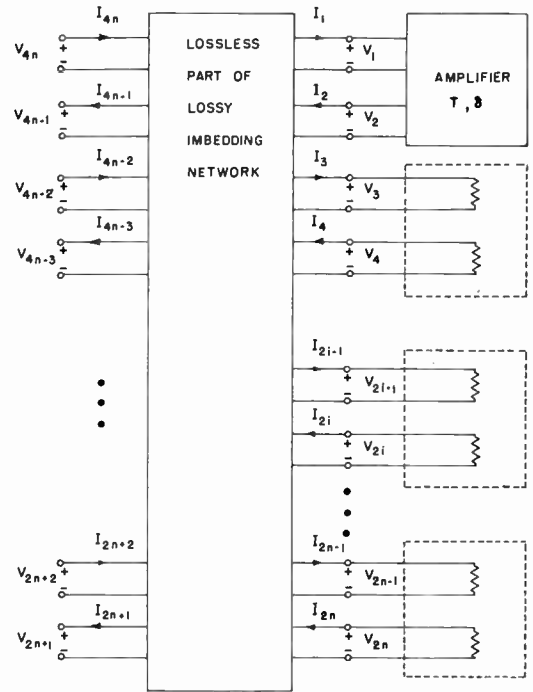 I4n
V4n
+
−
I4n-1
V4n-1
+
−
I4n-2
V4n-2
+
−
I4n-3
V4n-3
+
−
I2n+2
V2n+2
+
−
I2n+1
V2n+1
+
−
LOSSLESS
PART OF
LOSSY
IMBEDDING
NETWORK
I1
+
V1
−
I2
+
V2
−
I3
+
V3
−
I4
+
V4
−
I2i-1
+
V2i-1
−
I2i
+
V2i
−
I2n-1
+
V2n-1
−
I2n
+
V2n
−
AMPLIFIER
T, δ